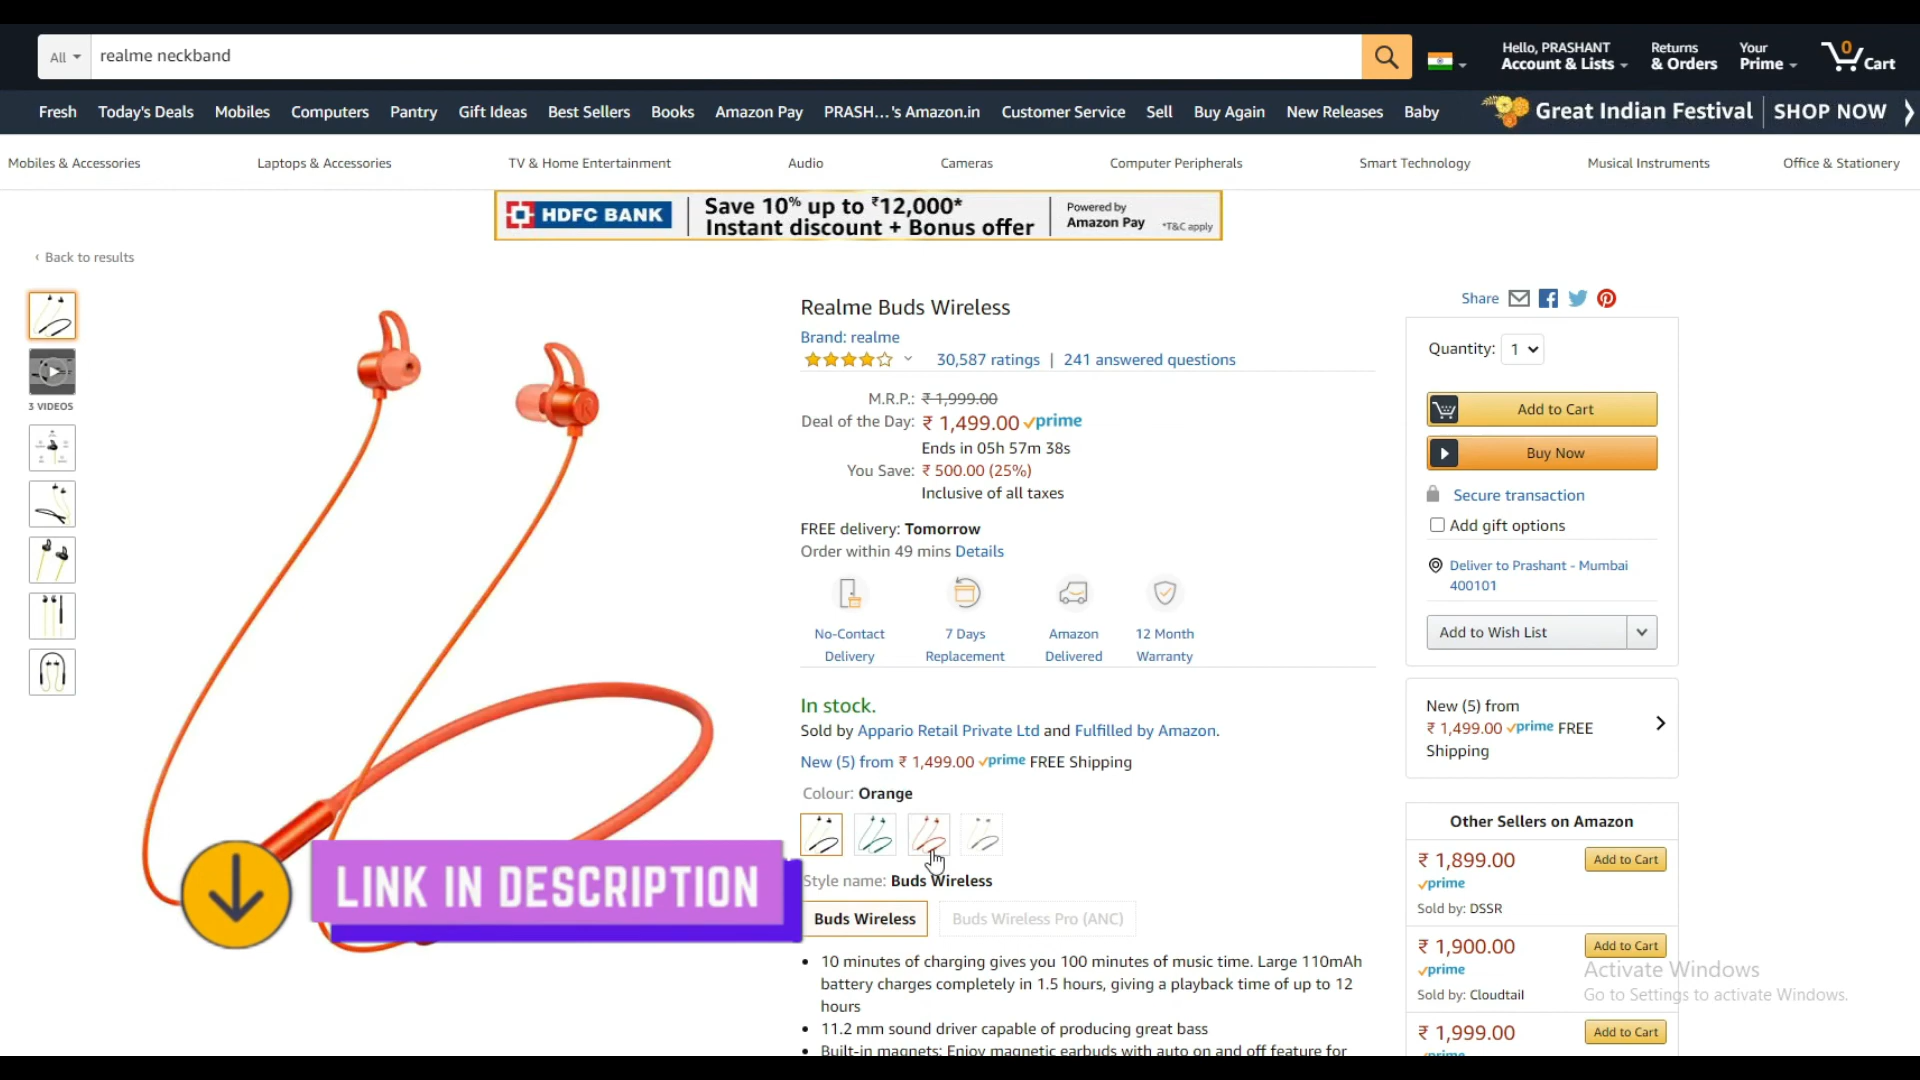 All
realme neckband
Hello, PRASHANT
Account & Lists
Returns
& Orders
Your
Prime
0
Cart
Fresh
Today's Deals
Mobiles
Computers
Pantry
Gift Ideas
Best Sellers
Books
Amazon Pay
PRASH...'s Amazon.in
Customer Service
Sell
Buy Again
New Releases
Baby
Great Indian Festival
SHOP NOW
Mobiles & Accessories
Laptops & Accessories
TV & Home Entertainment
Audio
Cameras
Computer Peripherals
Smart Technology
Musical Instruments
Office & Stationery
HDFC BANK
Save 10% up to ₹12,000*
Instant discount + Bonus offer
Powered by
Amazon Pay
*T&C apply
‹ Back to results
3 VIDEOS
Realme Buds Wireless
Brand: realme
30,587 ratings | 241 answered questions
M.R.P.: ₹ 1,999.00
Deal of the Day: ₹ 1,499.00 prime
Ends in 05h 57m 38s
You Save: ₹ 500.00 (25%)
Inclusive of all taxes
FREE delivery: Tomorrow
Order within 49 mins Details
No-Contact
Delivery
7 Days
Replacement
Amazon
Delivered
12 Month
Warranty
In stock.
Sold by Appario Retail Private Ltd and Fulfilled by Amazon.
New (5) from ₹ 1,499.00 prime FREE Shipping
Colour: Orange
Style name: Buds Wireless
Buds Wireless
Buds Wireless Pro (ANC)
• 10 minutes of charging gives you 100 minutes of music time. Large 110mAh
battery charges completely in 1.5 hours, giving a playback time of up to 12
hours
• 11.2 mm sound driver capable of producing great bass
• Built-in magnets: Enjoy magnetic earbuds with auto on and off feature for
LINK IN DESCRIPTION
Share
Quantity: 1
Add to Cart
Buy Now
Secure transaction
Add gift options
Deliver to Prashant - Mumbai
400101
Add to Wish List
New (5) from
₹ 1,499.00 prime FREE
Shipping
Other Sellers on Amazon
₹ 1,899.00
Add to Cart
prime
Sold by: DSSR
₹ 1,900.00
Add to Cart
prime
Sold by: Cloudtail
₹ 1,999.00
Add to Cart
prime
Activate Windows
Go to Settings to activate Windows.